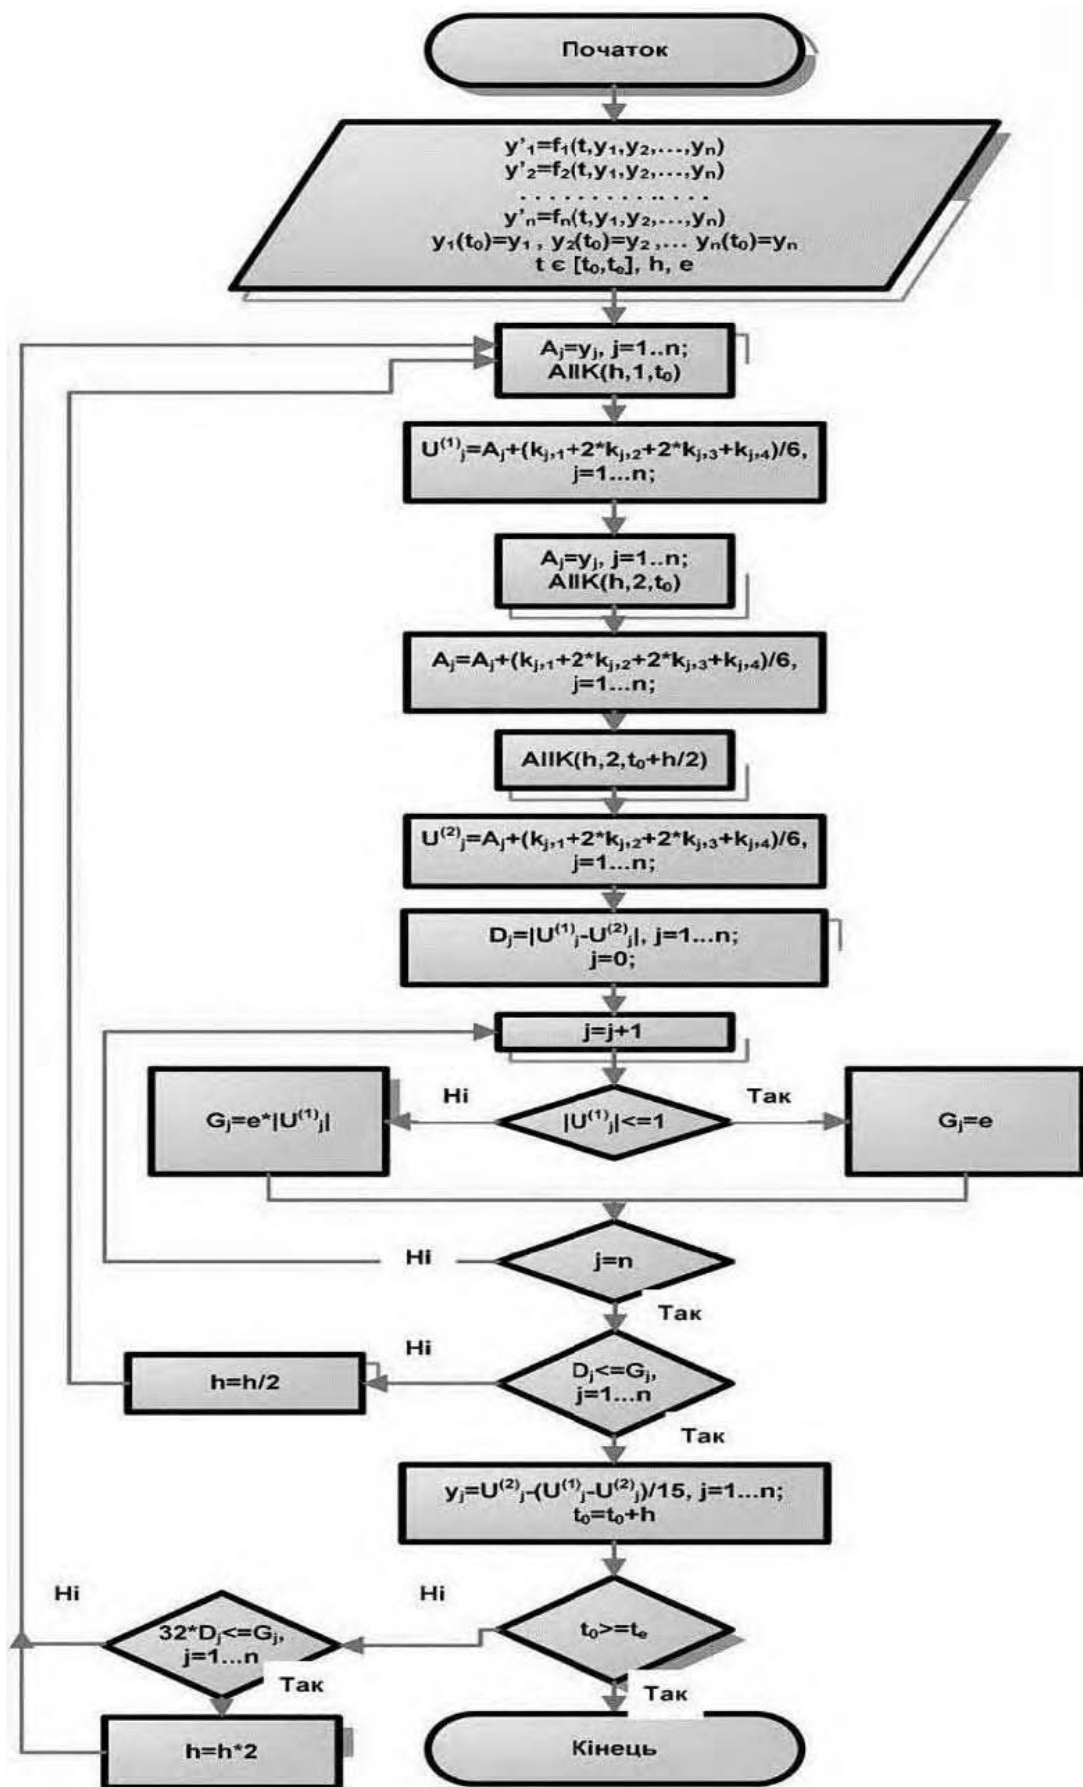 Початок
y'₁=f₁(t,y₁,y₂,...,yₙ)
y'₂=f₂(t,y₁,y₂,...,yₙ)
. . . . . . . . . . . . . . .
y'ₙ=fₙ(t,y₁,y₂,...,yₙ)
y₁(t₀)=y₁ , y₂(t₀)=y₂ ,... yₙ(t₀)=yₙ
t є [t₀,tₑ], h, e
Aⱼ=yⱼ, j=1..n;
AllK(h,1,t₀)
U⁽¹⁾ⱼ=Aⱼ+(kⱼ,₁+2*kⱼ,₂+2*kⱼ,₃+kⱼ,₄)/6,
j=1...n;
Aⱼ=yⱼ, j=1..n;
AllK(h,2,t₀)
Aⱼ=Aⱼ+(kⱼ,₁+2*kⱼ,₂+2*kⱼ,₃+kⱼ,₄)/6,
j=1...n;
AllK(h,2,t₀+h/2)
U⁽²⁾ⱼ=Aⱼ+(kⱼ,₁+2*kⱼ,₂+2*kⱼ,₃+kⱼ,₄)/6,
j=1...n;
Dⱼ=|U⁽¹⁾ⱼ-U⁽²⁾ⱼ|, j=1...n;
j=0;
j=j+1
Ні
Так
Gⱼ=e*|U⁽¹⁾ⱼ|
|U⁽¹⁾ⱼ|<=1
Gⱼ=e
Ні
j=n
Так
Ні
h=h/2
Dⱼ<=Gⱼ,
j=1...n
Так
yⱼ=U⁽²⁾ⱼ-(U⁽¹⁾ⱼ-U⁽²⁾ⱼ)/15, j=1...n;
t₀=t₀+h
Ні
Ні
32*Dⱼ<=Gⱼ,
j=1...n
t₀>=tₑ
Так
Так
h=h*2
Кінець